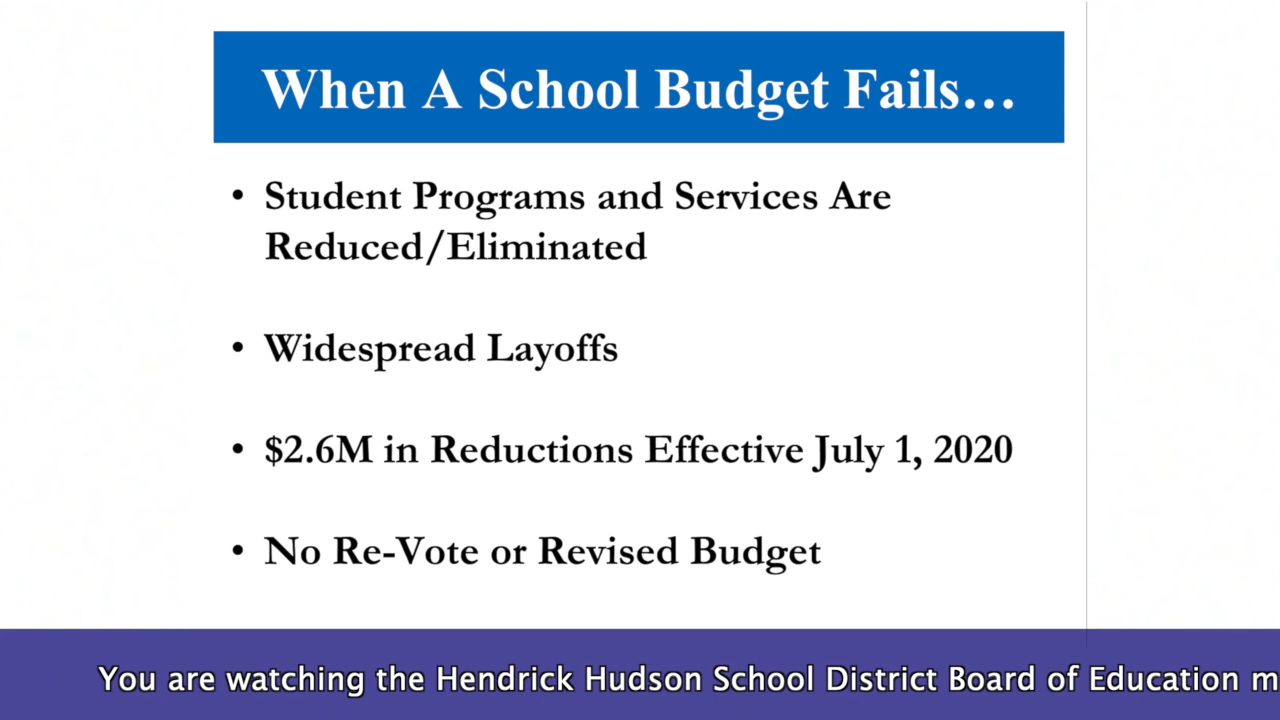 When A School Budget Fails…
• Student Programs and Services Are
Reduced/Eliminated
• Widespread Layoffs
• $2.6M in Reductions Effective July 1, 2020
• No Re-Vote or Revised Budget
You are watching the Hendrick Hudson School District Board of Education m